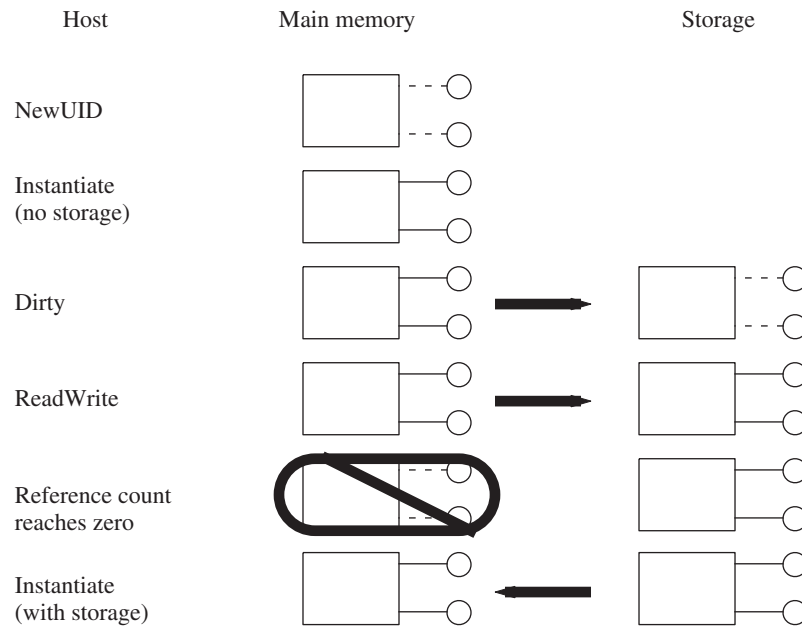 Host Main memory Storage
NewUID
Instantiate
(no storage)
Dirty
ReadWrite
Reference count
reaches zero
Instantiate
(with storage)